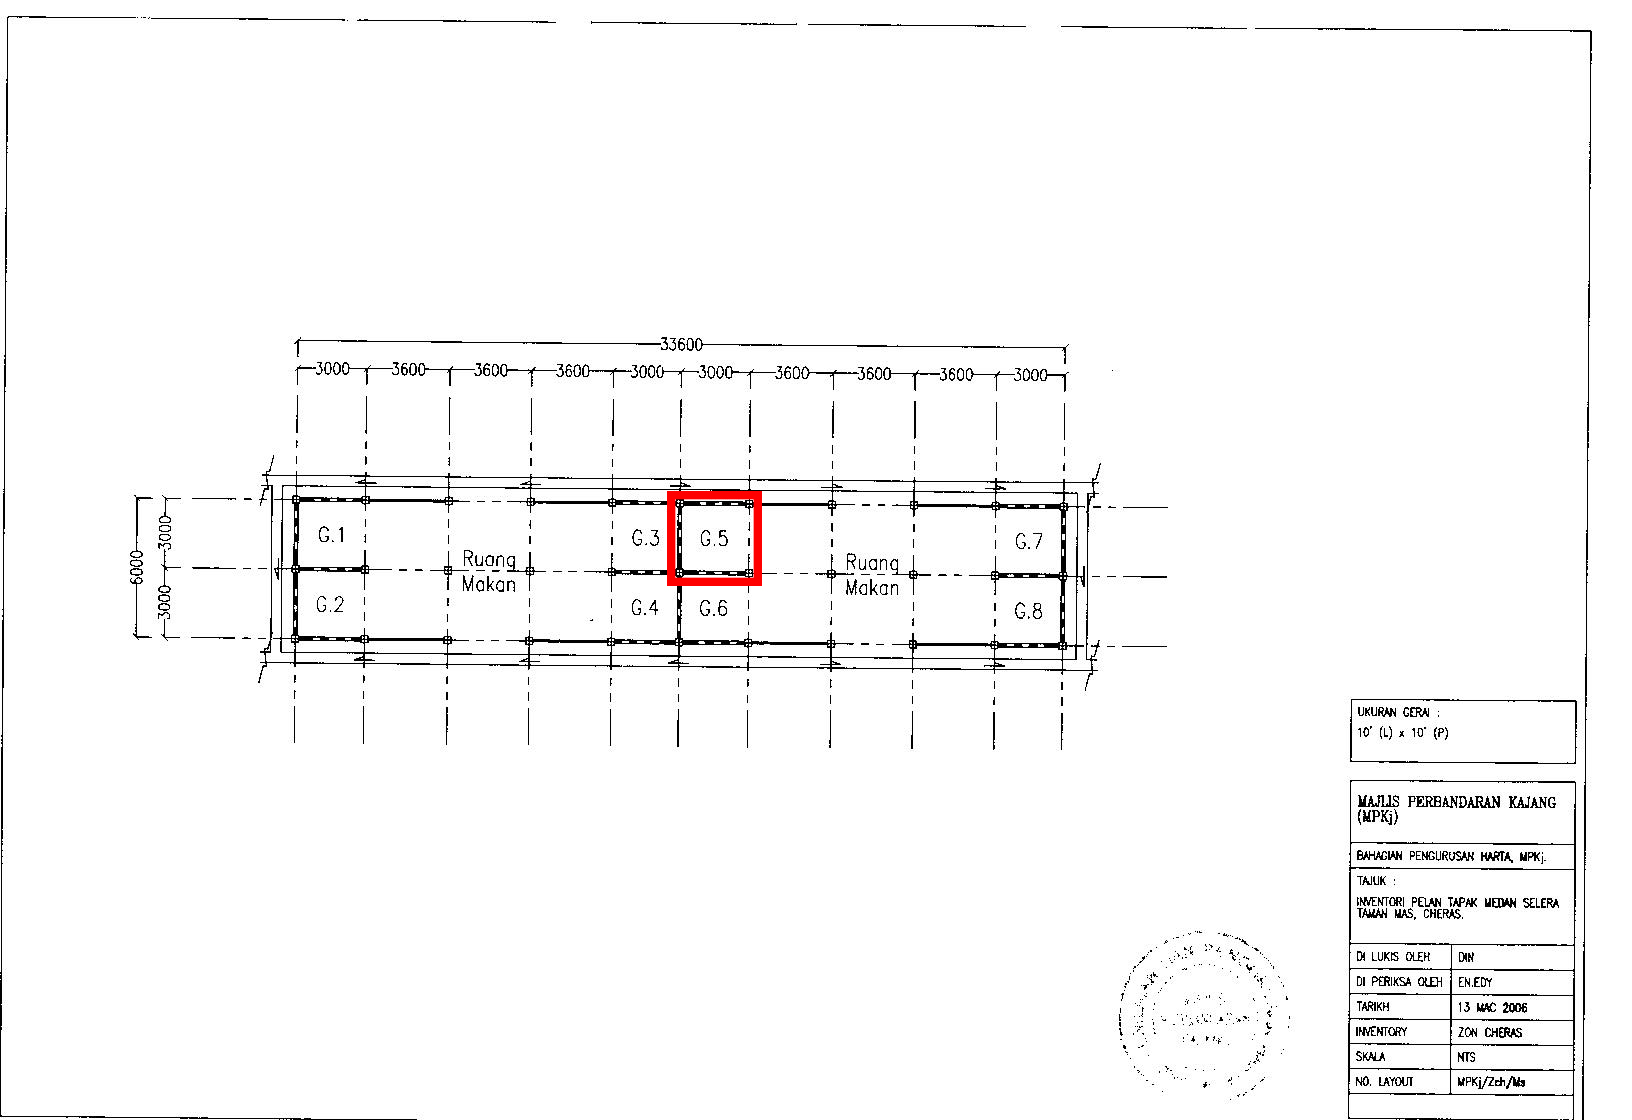 33600
3000 3600 3600 3600 3000 3000 3600 3600 3600 3000
6000
3000
3000
G.1
G.2
Ruang
Makan
G.3
G.4
G.5
G.6
Ruang
Makan
G.7
G.8
UKURAN GERAI :
10' (L) x 10' (P)
MAJLIS PERBANDARAN KAJANG
(MPKj)
BAHAGIAN PENGURUSAN HARTA, MPKj.
TAJUK :
INVENTORI PELAN TAPAK MEDAN SELERA
TAMAN MAS, CHERAS.
DI LUKIS OLEH DIN
DI PERIKSA OLEH EN.EDY
TARIKH 13 MAC 2006
INVENTORY ZON CHERAS
SKALA NTS
NO. LAYOUT MPKj/Zch/Ms